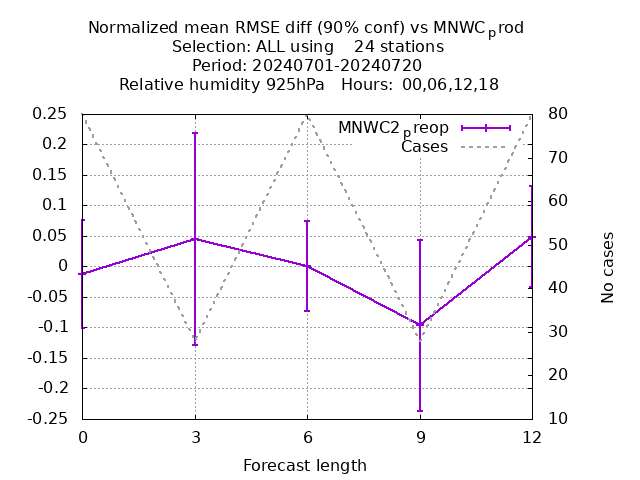 Normalized mean RMSE diff (90% conf) vs MNWC_prod
Selection: ALL using    24 stations
Period: 20240701-20240720
Relative humidity 925hPa   Hours:  00,06,12,18
MNWC2_preop
Cases
0.25
0.2
0.15
0.1
0.05
0
-0.05
-0.1
-0.15
-0.2
-0.25
80
70
60
50
40
30
20
10
No cases
0 3 6 9 12
Forecast length